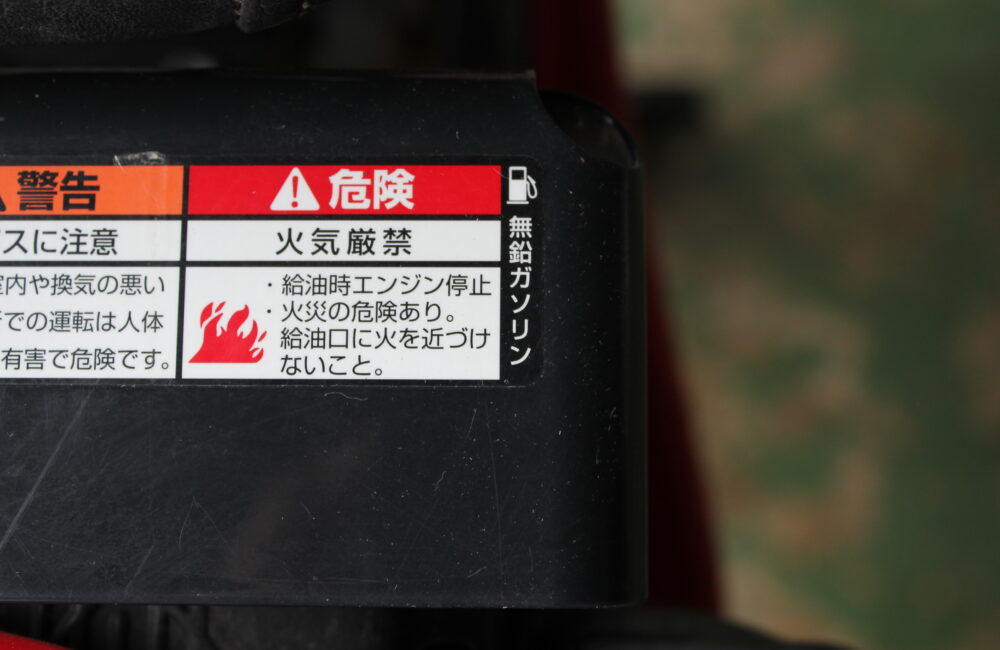 警告
スに注意
内や換気の悪い
での運転は人体
有害で危険です。
危険
火気厳禁
・給油時エンジン停止
・火災の危険あり。
給油口に火を近づけ
ないこと。
無鉛ガソリン